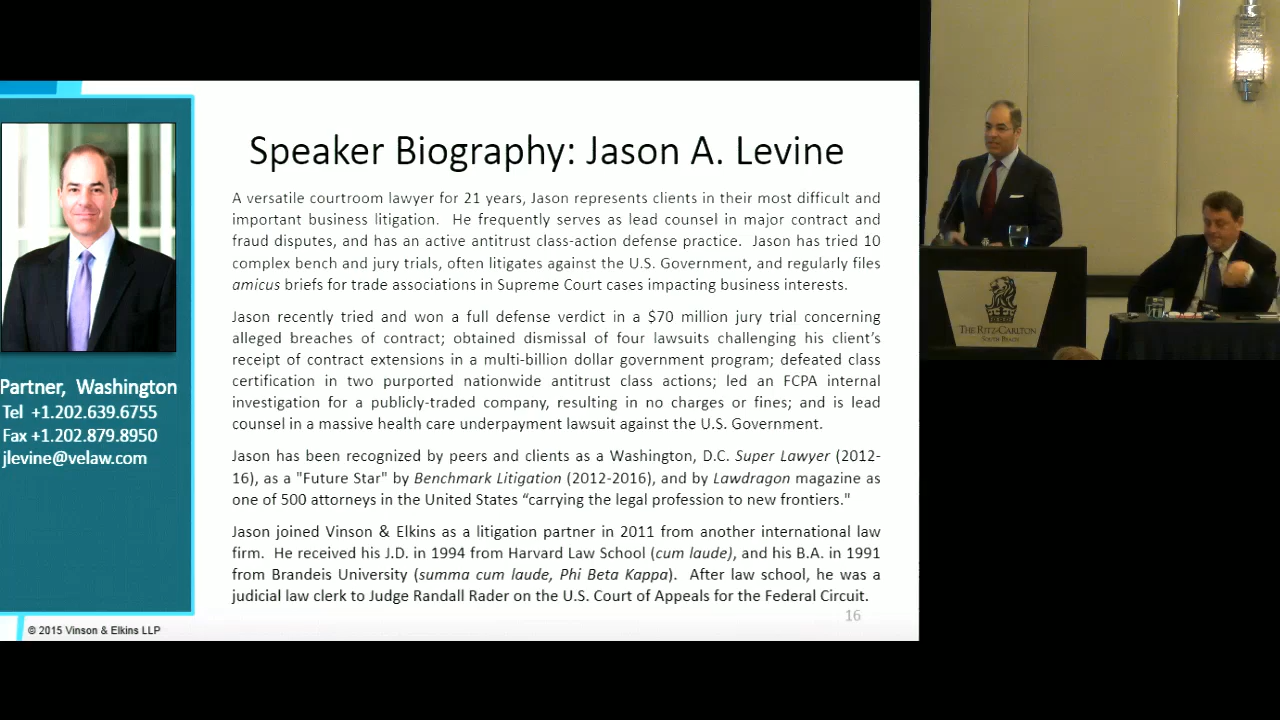 Speaker Biography: Jason A. Levine
A versatile courtroom lawyer for 21 years, Jason represents clients in their most difficult and
important business litigation. He frequently serves as lead counsel in major contract and
fraud disputes, and has an active antitrust class-action defense practice. Jason has tried 10
complex bench and jury trials, often litigates against the U.S. Government, and regularly files
amicus briefs for trade associations in Supreme Court cases impacting business interests.
Jason recently tried and won a full defense verdict in a $70 million jury trial concerning
alleged breaches of contract; obtained dismissal of four lawsuits challenging his client’s
receipt of contract extensions in a multi-billion dollar government program; defeated class
certification in two purported nationwide antitrust class actions; led an FCPA internal
investigation for a publicly-traded company, resulting in no charges or fines; and is lead
counsel in a massive health care underpayment lawsuit against the U.S. Government.
Jason has been recognized by peers and clients as a Washington, D.C. Super Lawyer (2012-
16), as a "Future Star" by Benchmark Litigation (2012-2016), and by Lawdragon magazine as
one of 500 attorneys in the United States “carrying the legal profession to new frontiers."
Jason joined Vinson & Elkins as a litigation partner in 2011 from another international law
firm. He received his J.D. in 1994 from Harvard Law School (cum laude), and his B.A. in 1991
from Brandeis University (summa cum laude, Phi Beta Kappa). After law school, he was a
judicial law clerk to Judge Randall Rader on the U.S. Court of Appeals for the Federal Circuit.
16
Partner, Washington
Tel +1.202.639.6755
Fax +1.202.879.8950
jlevine@velaw.com
© 2015 Vinson & Elkins LLP
THE RITZ-CARLTON
SOUTH BEACH